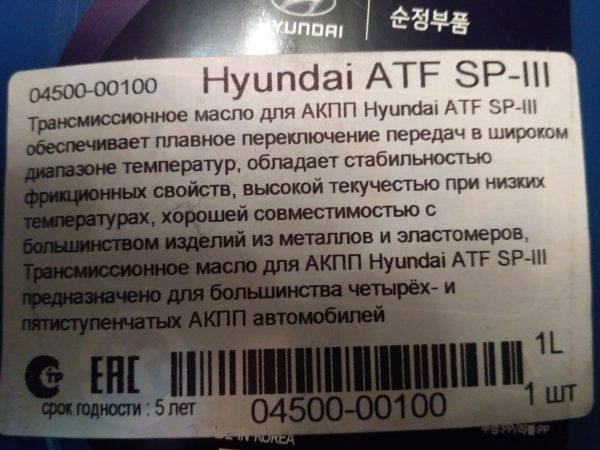 HYUNDAI
순정부품
04500-00100 Hyundai ATF SP-III
Трансмиссионное масло для АКПП Hyundai ATF SP-III
обеспечивает плавное переключение передач в широком
диапазоне температур, обладает стабильностью
фрикционных свойств, высокой текучестью при низких
температурах, хорошей совместимостью с
большинством изделий из металлов и эластомеров,
Трансмиссионное масло для АКПП Hyundai ATF SP-III
предназначено для большинства четырёх- и
пятиступенчатых АКПП автомобилей
1L
ТР EAC
срок годности : 5 лет 04500-00100 1 шт
IN KOREA